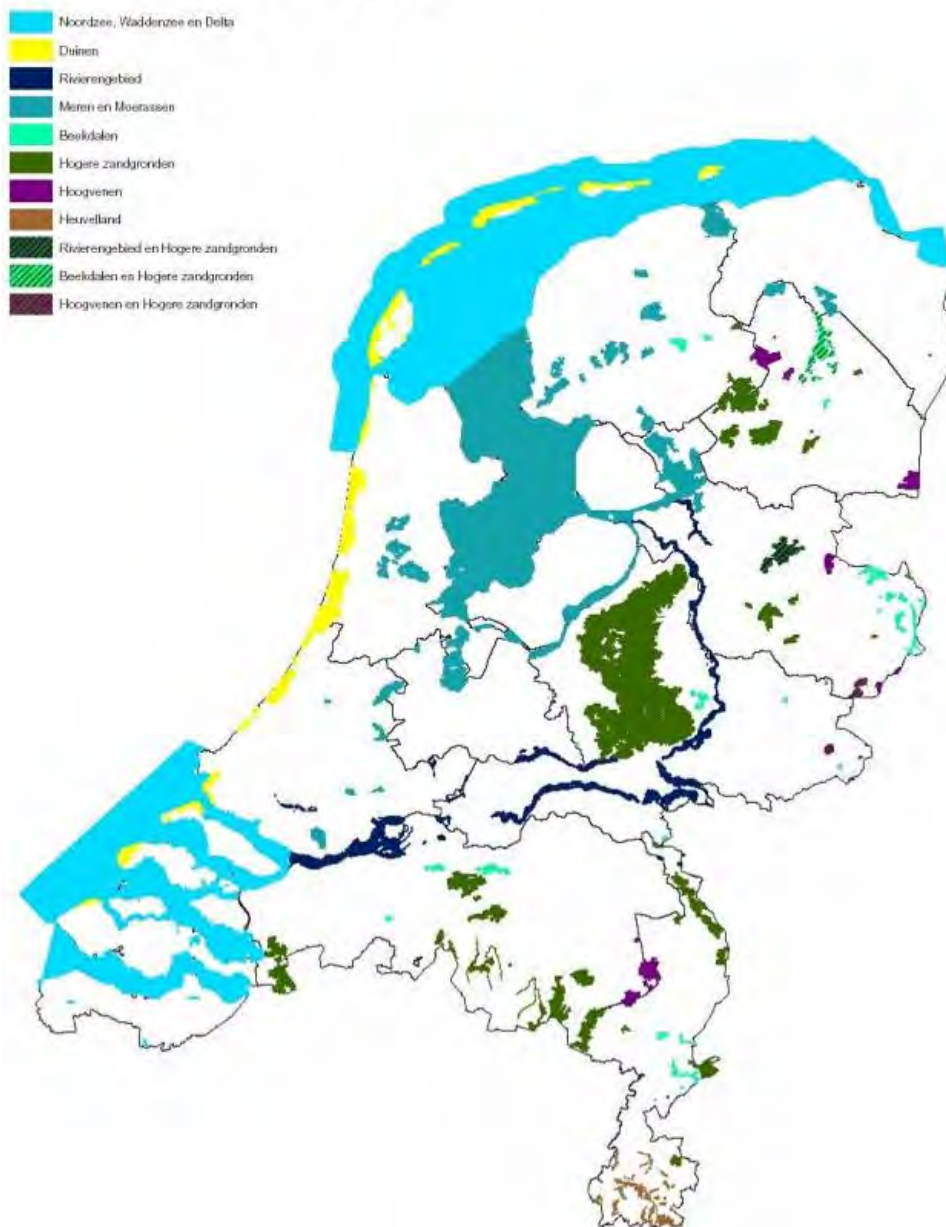 Noordzee, Waddenzee en Delta
Duinen
Rivierengebied
Meren en Moerassen
Beekdalen
Hogere zandgronden
Hoogvenen
Heuvelland
Rivierengebied en Hogere zandgronden
Beekdalen en Hogere zandgronden
Hoogvenen en Hogere zandgronden